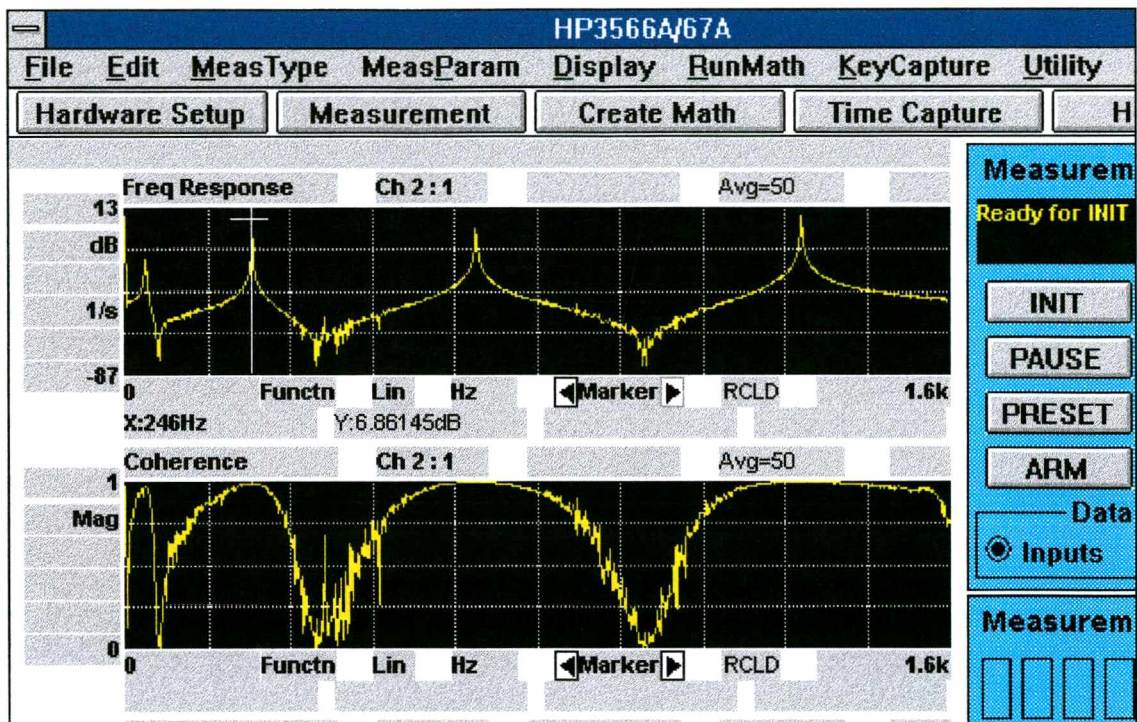 HP3566A/67A
File Edit MeasType MeasParam Display RunMath KeyCapture Utility
Hardware Setup Measurement Create Math Time Capture H
Freq Response Ch 2 : 1 Avg=50
13
dB
1/s
-87
0 Functn Lin Hz Marker RCLD 1.6k
X:246Hz Y:6.86145dB
Coherence Ch 2 : 1 Avg=50
1
Mag
0
0 Functn Lin Hz Marker RCLD 1.6k
Measurem
Ready for INIT
INIT
PAUSE
PRESET
ARM
Data
Inputs
Measurem